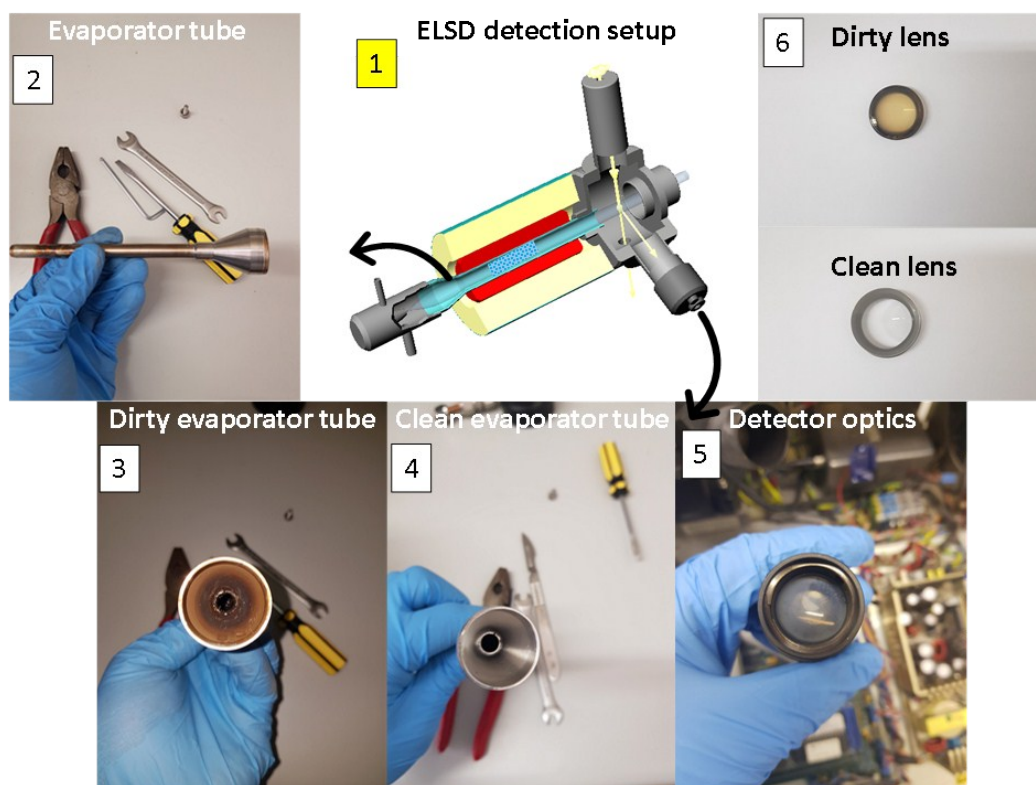 Evaporator tube
2
ELSD detection setup
1
6
Dirty lens
Clean lens
Dirty evaporator tube
3
Clean evaporator tube
4
Detector optics
5